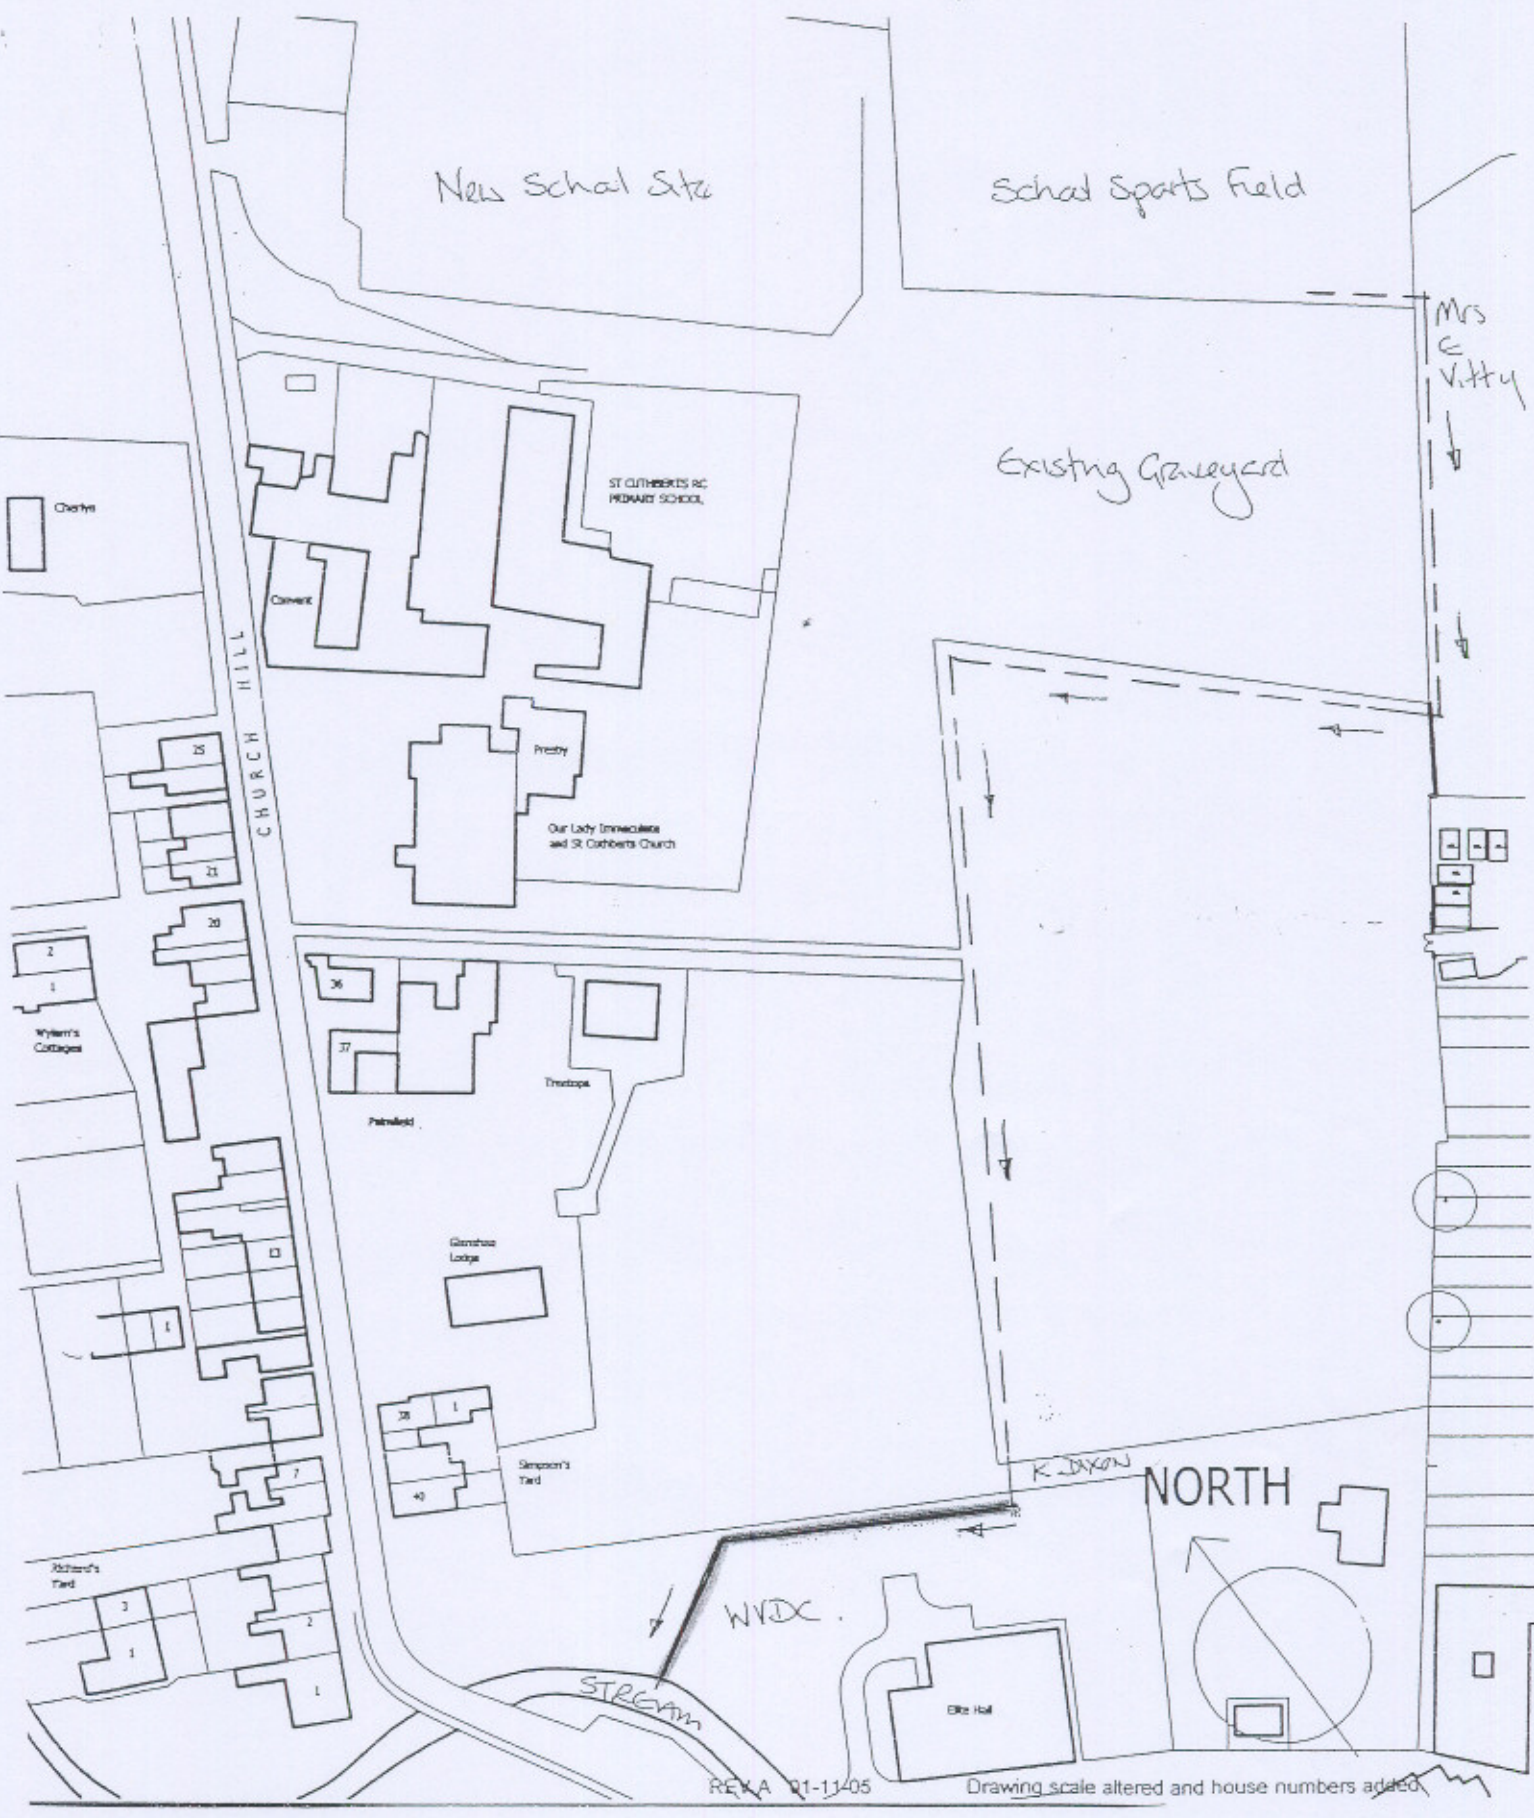 New School Site
School Sports Field
Mrs
E
Vitty
Existing Graveyard
ST CUTHBERTS RC
PRIMARY SCHOOL
Convent
CHURCH HILL
25
Presby
21
Our Lady Immaculate
and St Cuthberts Church
20
2
1
36
Wylam's
Cottages
37
Treetops
13
Glenshee
Lodge
1
38
1
7
Simpson's
Yard
40
K. DIXON
NORTH
Richard's
Yard
3
1
2
1
WVDC.
STREAM
Elite Hall
REV.A 01-11-05
Drawing scale altered and house numbers added